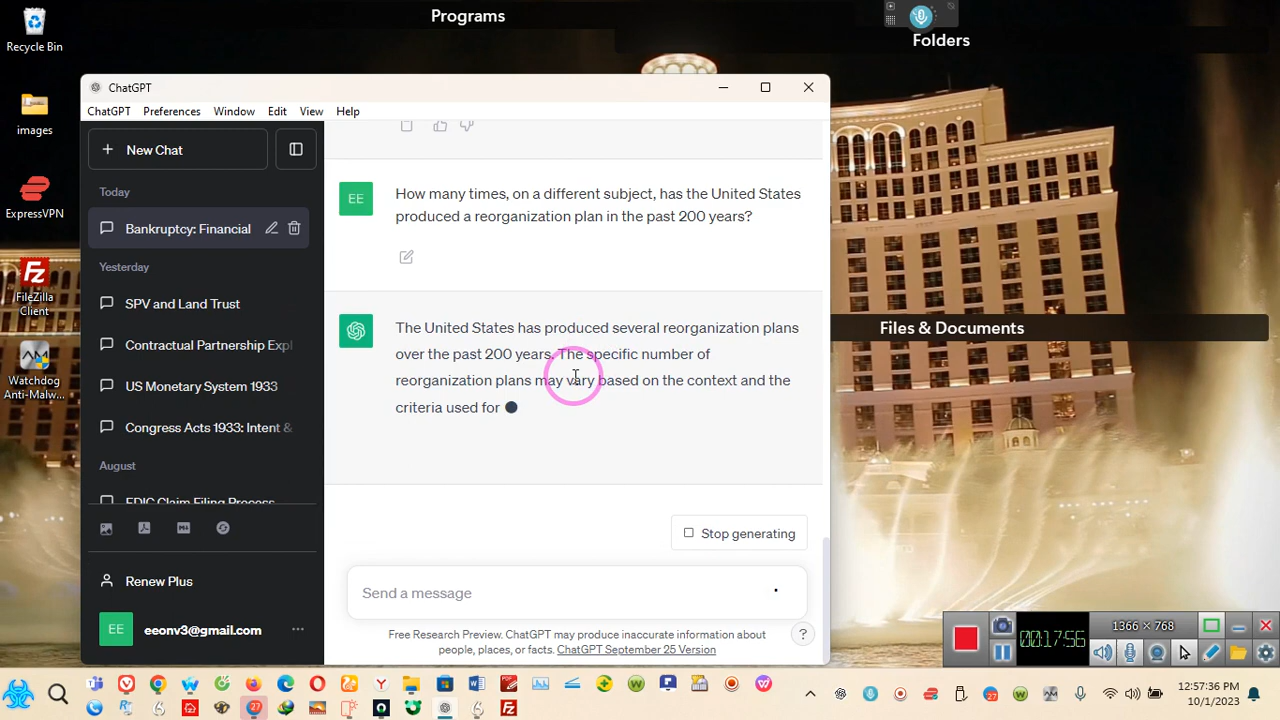 Programs
Folders
Recycle Bin
images
ExpressVPN
FileZilla
Client
Watchdog
Anti-Malw...
ChatGPT
ChatGPT Preferences Window Edit View Help
New Chat
Today
Bankruptcy: Financial
Yesterday
SPV and Land Trust
Contractual Partnership Expl
US Monetary System 1933
Congress Acts 1933: Intent &
August
FDIC Claim Filing Process
Renew Plus
EE
eeonv3@gmail.com
EE
How many times, on a different subject, has the United States
produced a reorganization plan in the past 200 years?
The United States has produced several reorganization plans
over the past 200 years. The specific number of
reorganization plans may vary based on the context and the
criteria used for
Stop generating
Send a message
Free Research Preview. ChatGPT may produce inaccurate information about
people, places, or facts. ChatGPT September 25 Version
?
Files & Documents
1366 × 768
00:17:56
12:57:36 PM
10/1/2023